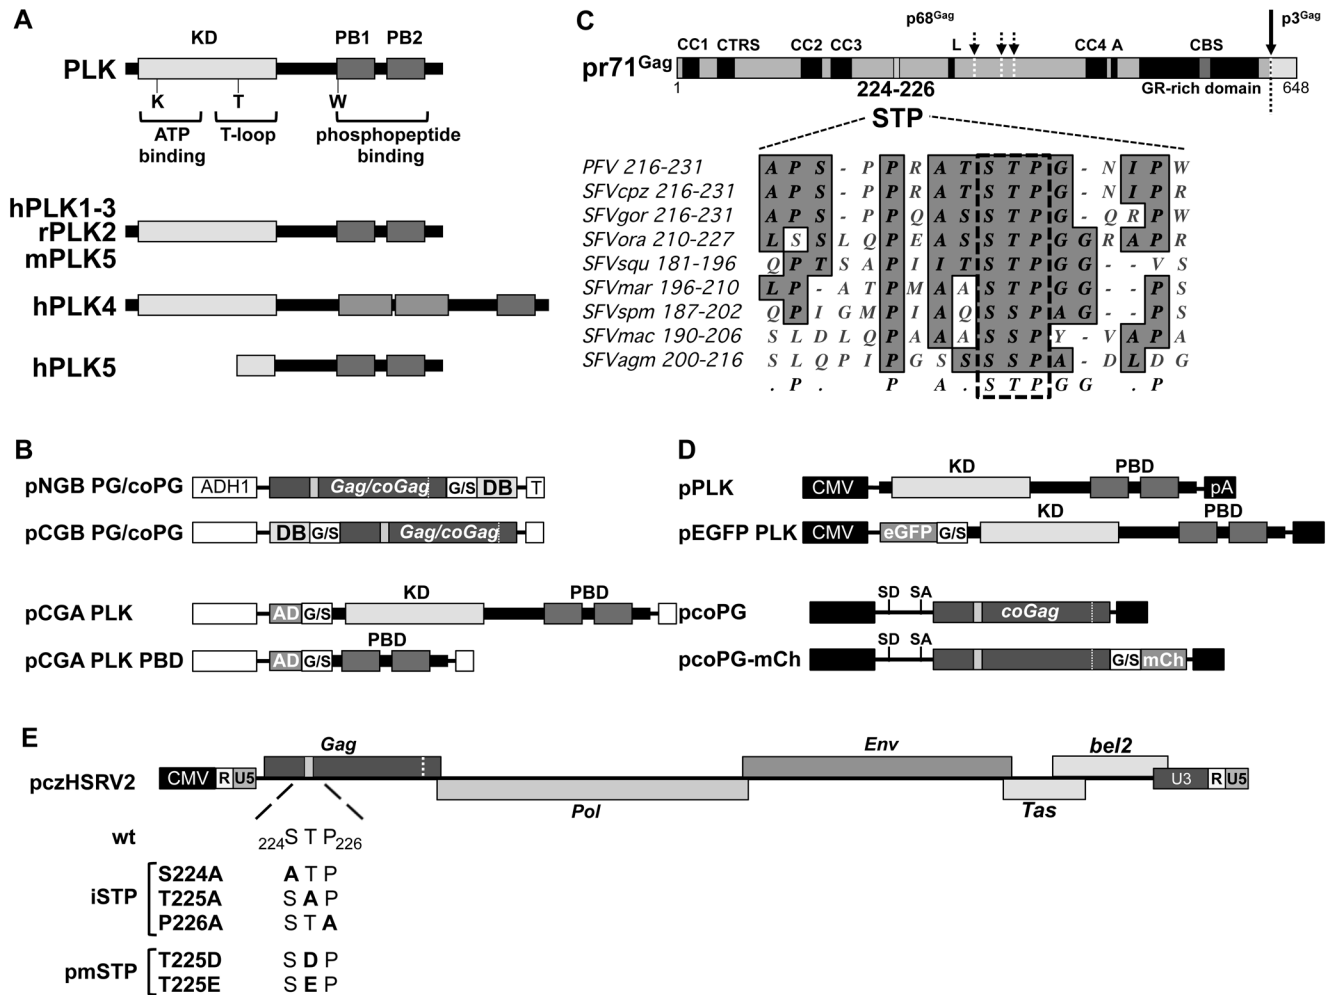 A
KD PB1 PB2
PLK
K T W
ATP binding
T-loop
phosphopeptide binding
hPLK1-3
rPLK2
mPLK5
hPLK4
hPLK5
C
p68Gag p3Gag
CC1 CTRS CC2 CC3 L CC4 A CBS
pr71Gag
1 224-226 GR-rich domain 648
STP
PFV 216-231 A P S - P P R A T S T P G - N I P W
SFVcpz 216-231 A P S - P P R A T S T P G - N I P R
SFVgor 216-231 A P S - P P Q A S S T P G - Q R P W
SFVora 210-227 L S S L Q P E A S S T P G G R A P R
SFVsqu 181-196 Q P T S A P I I T S T P G G - - V S
SFVmar 196-210 L P - A T P M A A S T P G G - - P S
SFVspm 187-202 Q P I G M P I A Q S S P A G - - P S
SFVmac 190-206 S L D L Q P A A A S S P Y - V A P A
SFVagm 200-216 S L Q P I P G S S S S P A - D L D G
. P . P A . S T P G G . P
B
pNGB PG/coPG ADH1 Gag/coGag G/S DB T
pCGB PG/coPG DB G/S Gag/coGag
KD PBD
pCGA PLK AD G/S
PBD
pCGA PLK PBD AD G/S
D
KD PBD
pPLK CMV pA
KD PBD
pEGFP PLK CMV eGFP G/S
SD SA
pcoPG coGag
SD SA
pcoPG-mCh G/S mCh
E
Gag Env bel2
pczHSRV2 CMV R U5 U3 R U5
Pol Tas
wt 224S T P226
iSTP
S224A A T P
T225A S A P
P226A S T A
pmSTP
T225D S D P
T225E S E P